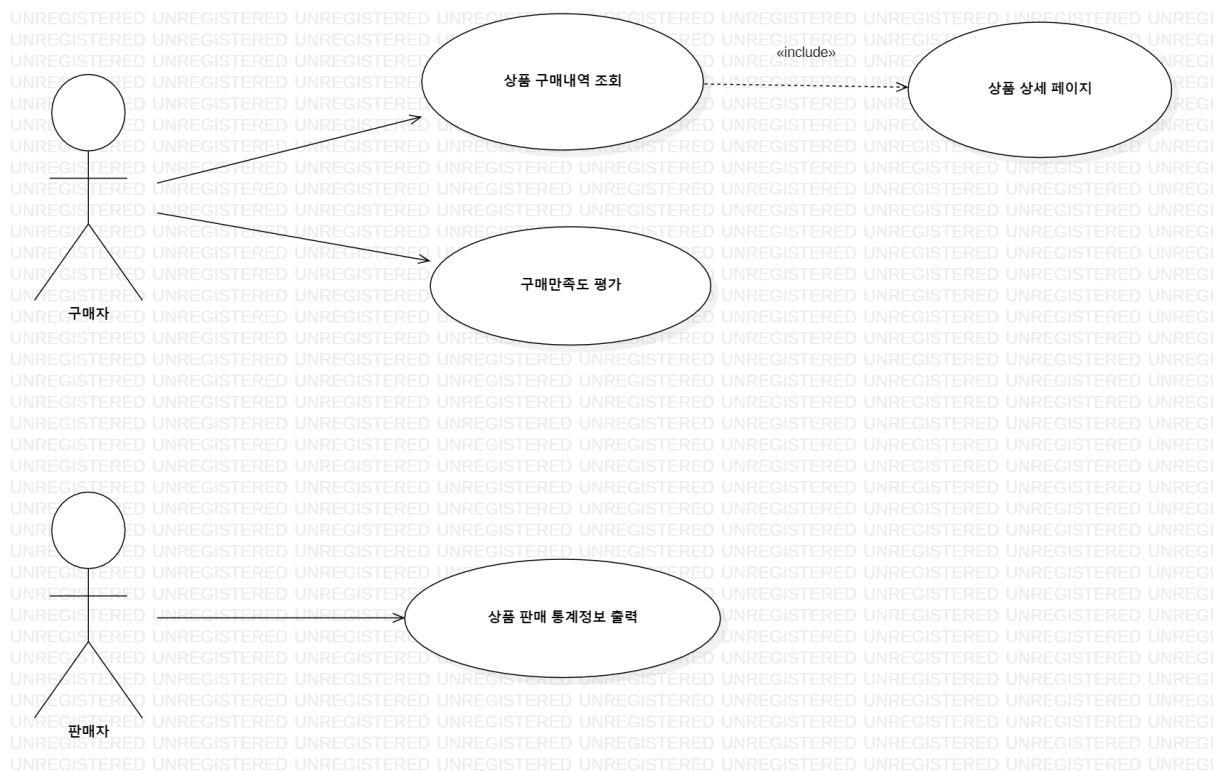 상품 구매내역 조회
«include»
상품 상세 페이지
구매만족도 평가
구매자
상품 판매 통계정보 출력
판매자
UNREGISTERED